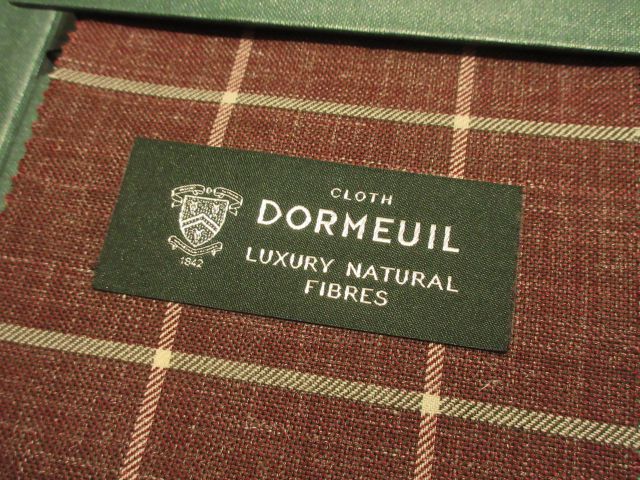 CLOTH
DORMEUIL
LUXURY NATURAL
FIBRES
1842